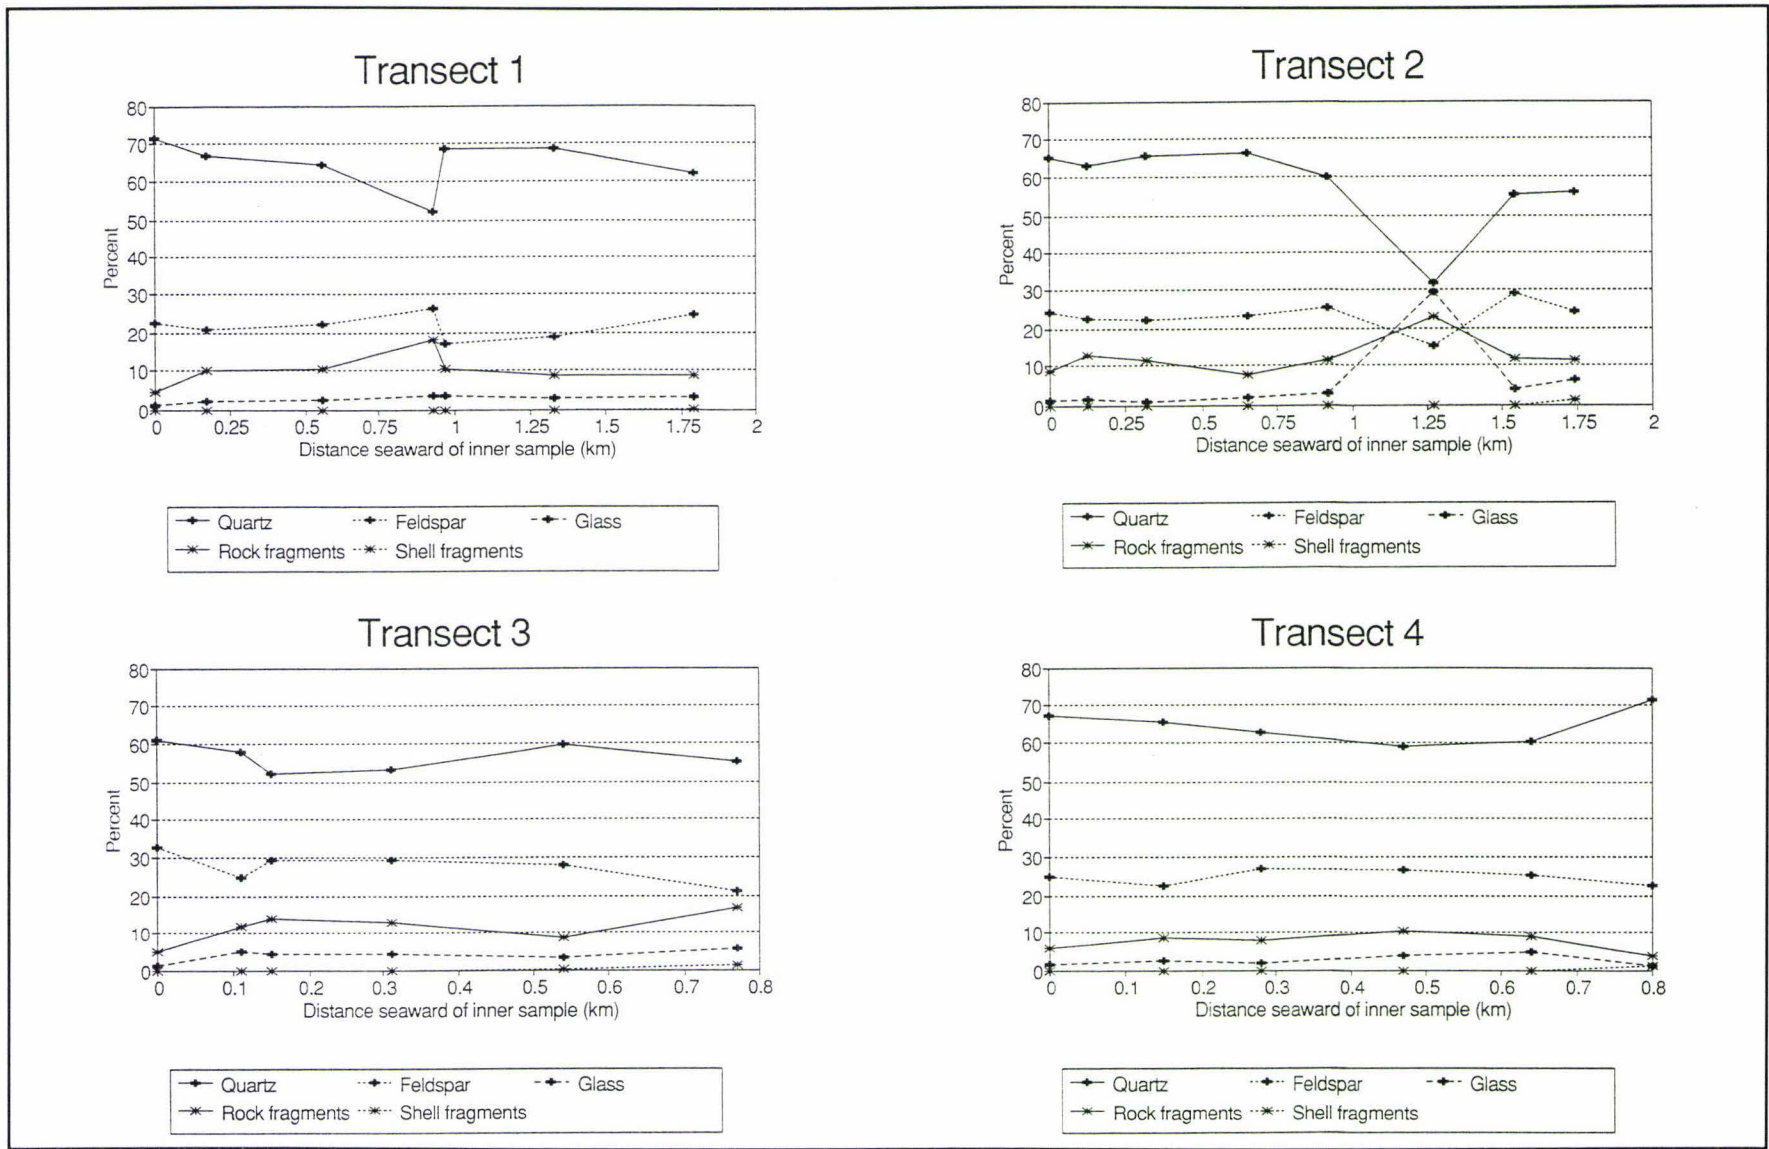 Transect 1
80
70
60
50
40
30
20
10
0
Percent
0 0.25 0.5 0.75 1 1.25 1.5 1.75 2
Distance seaward of inner sample (km)
Quartz Feldspar Glass
Rock fragments Shell fragments
Transect 2
80
70
60
50
40
30
20
10
0
Percent
0 0.25 0.5 0.75 1 1.25 1.5 1.75 2
Distance seaward of inner sample (km)
Quartz Feldspar Glass
Rock fragments Shell fragments
Transect 3
80
70
60
50
40
30
20
10
0
Percent
0 0.1 0.2 0.3 0.4 0.5 0.6 0.7 0.8
Distance seaward of inner sample (km)
Quartz Feldspar Glass
Rock fragments Shell fragments
Transect 4
80
70
60
50
40
30
20
10
0
Percent
0 0.1 0.2 0.3 0.4 0.5 0.6 0.7 0.8
Distance seaward of inner sample (km)
Quartz Feldspar Glass
Rock fragments Shell fragments